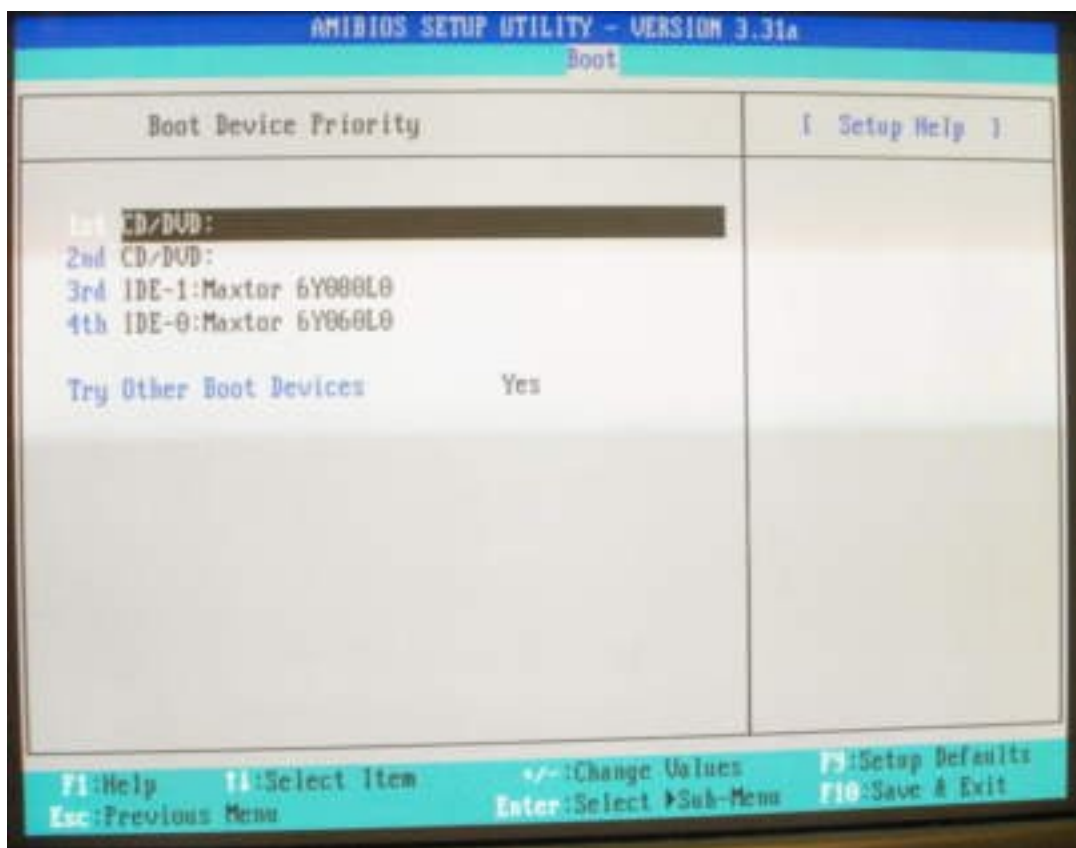 AMIBIOS SETUP UTILITY - VERSION 3.31a
Boot
Boot Device Priority
[ Setup Help ]
1st CD/DVD:
2nd CD/DVD:
3rd IDE-1:Maxtor 6Y080L0
4th IDE-0:Maxtor 6Y060L0
Try Other Boot Devices Yes
F1:Help ↑↓:Select Item +/-:Change Values F9:Setup Defaults
Esc:Previous Menu Enter:Select ▶Sub-Menu F10:Save & Exit